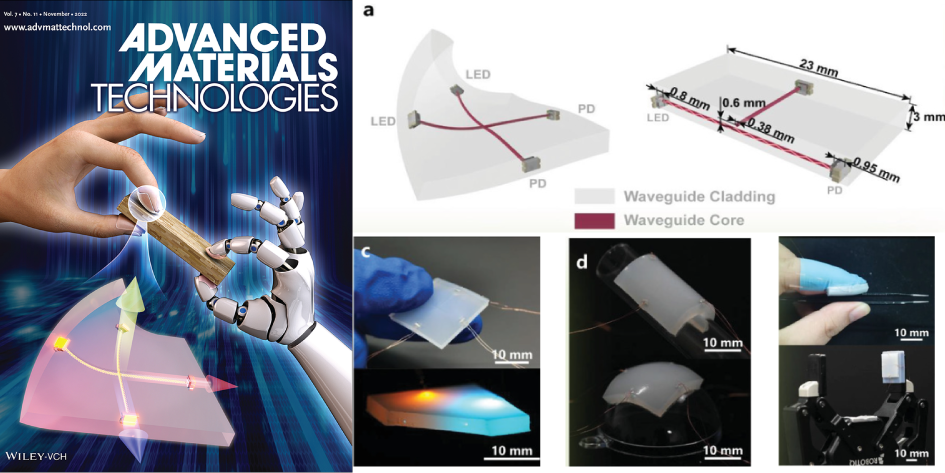 Vol. 7 • No. 11 • November • 2022
www.advmattechnol.com
ADVANCED
MATERIALS
TECHNOLOGIES
WILEY-VCH
a
LED
LED
PD
PD
23 mm
0.8 mm
0.6 mm
3 mm
LED
0.38 mm
0.95 mm
PD
Waveguide Cladding
Waveguide Core
c
10 mm
10 mm
d
10 mm
10 mm
10 mm
ROBOTIQ
10 mm